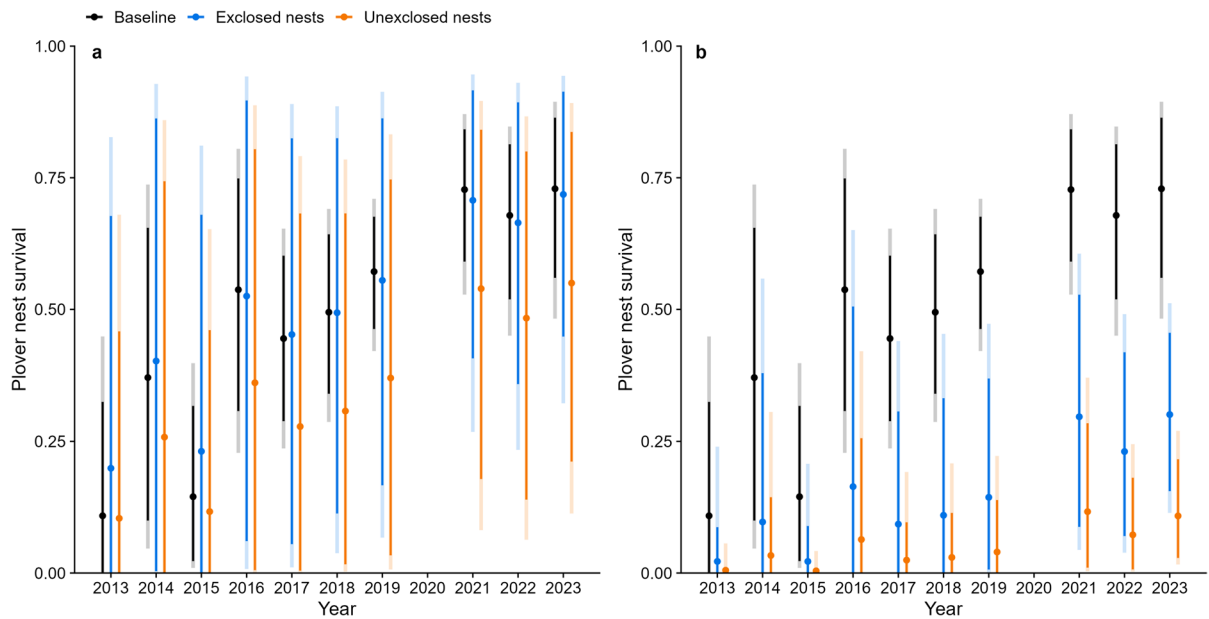 Baseline Exclosed nests Unexclosed nests
a
1.00
0.75
0.50
0.25
0.00
Plover nest survival
2013 2014 2015 2016 2017 2018 2019 2020 2021 2022 2023
Year
b
1.00
0.75
0.50
0.25
0.00
Plover nest survival
2013 2014 2015 2016 2017 2018 2019 2020 2021 2022 2023
Year